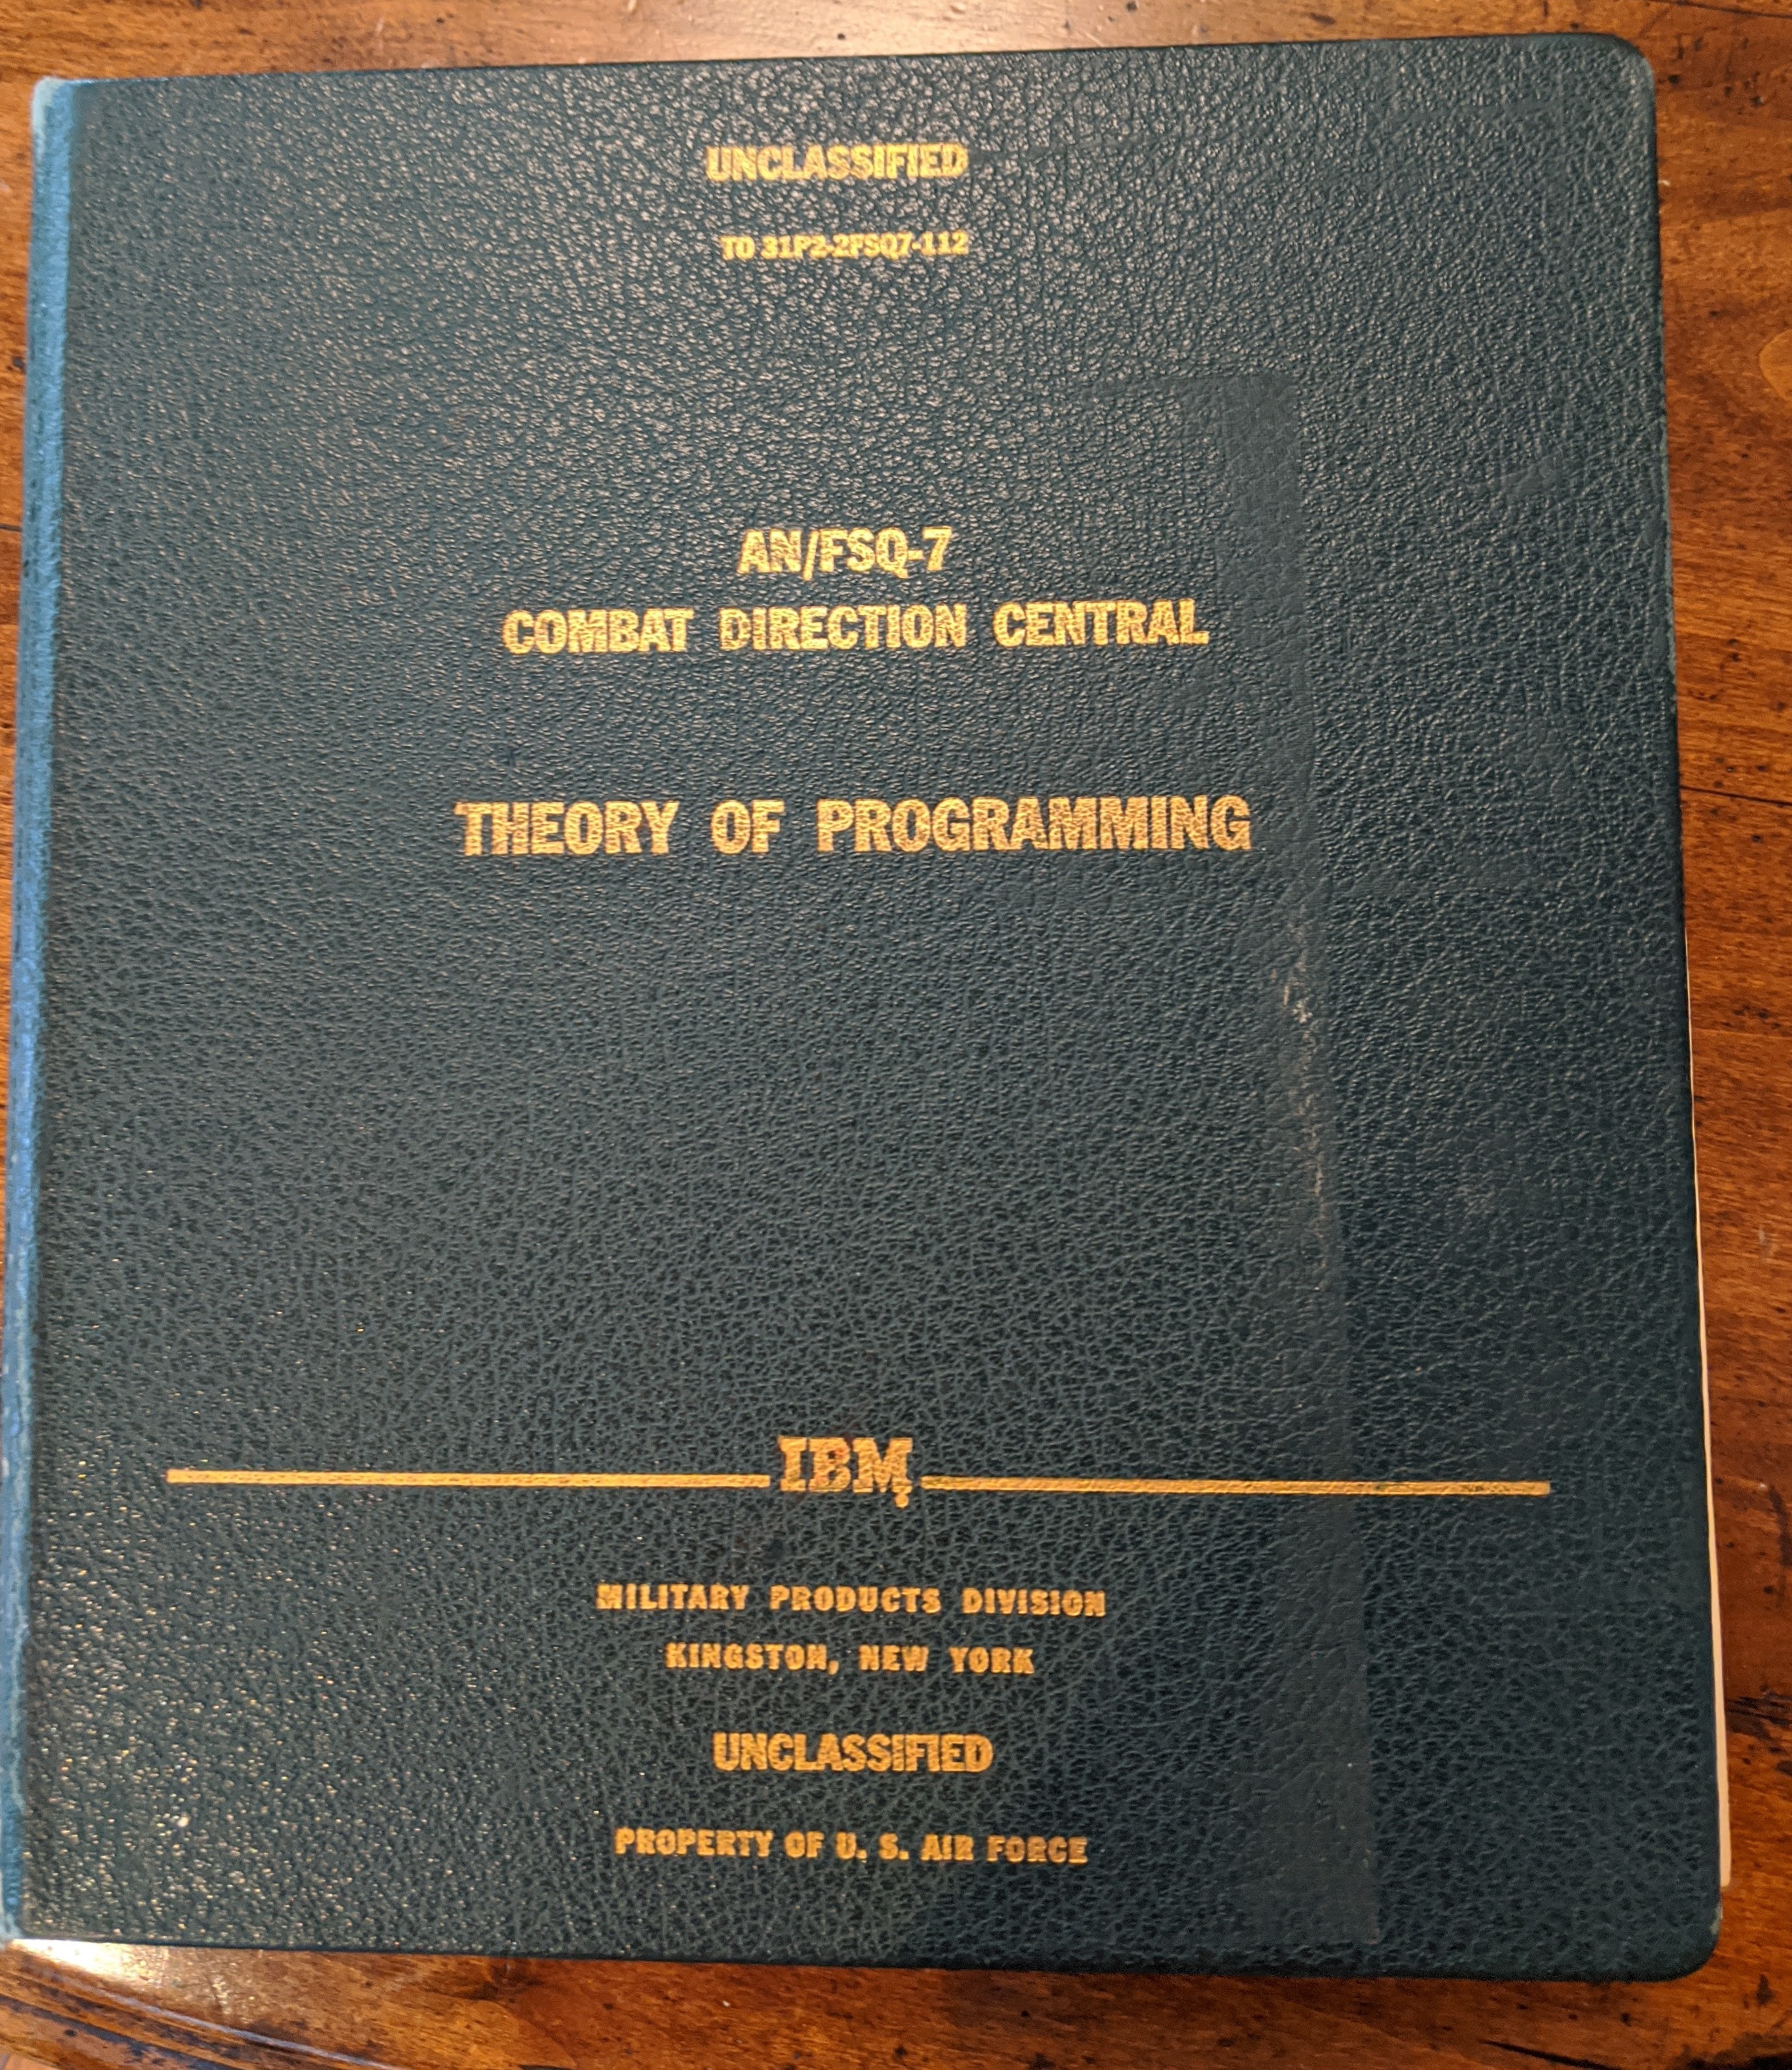 UNCLASSIFIED
TO 31P2-2FSQ7-112
AN/FSQ-7
COMBAT DIRECTION CENTRAL
THEORY OF PROGRAMMING
IBM
MILITARY PRODUCTS DIVISION
KINGSTON, NEW YORK
UNCLASSIFIED
PROPERTY OF U. S. AIR FORCE